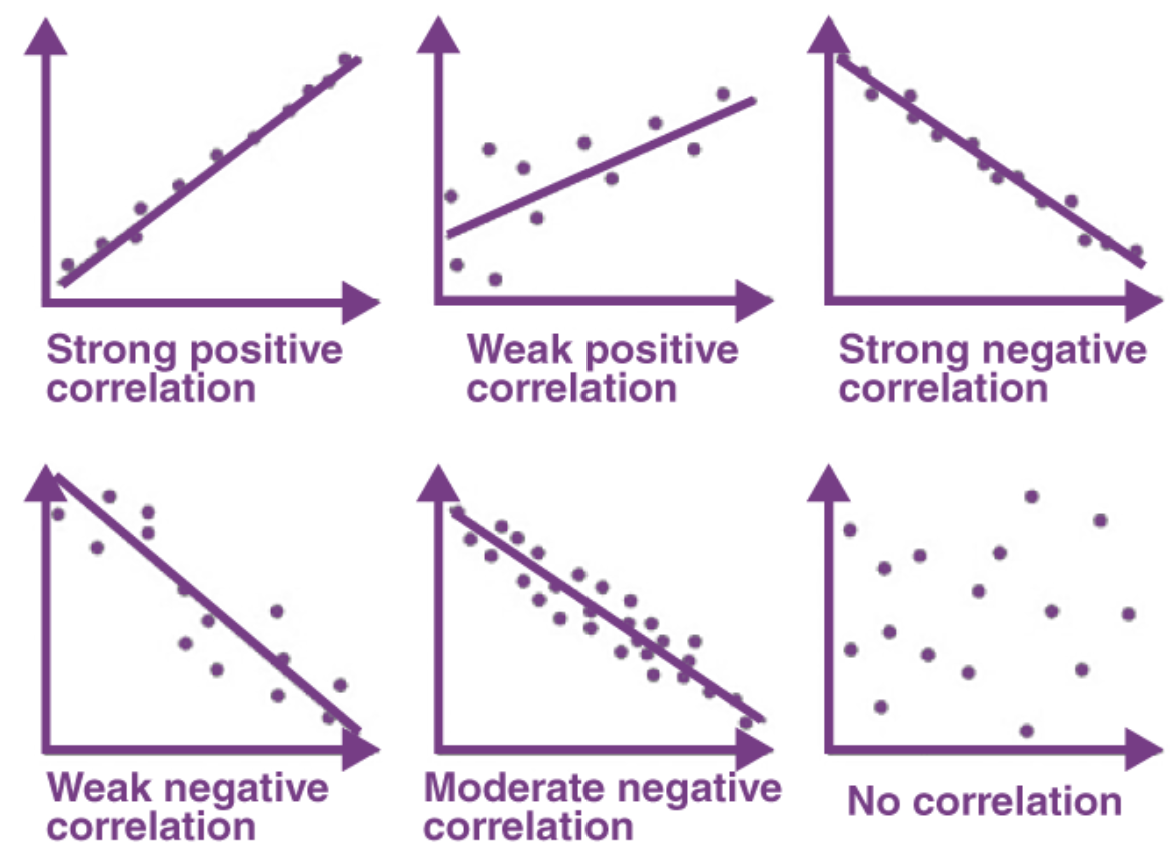 Strong positive
correlation
Weak positive
correlation
Strong negative
correlation
Weak negative
correlation
Moderate negative
correlation
No correlation